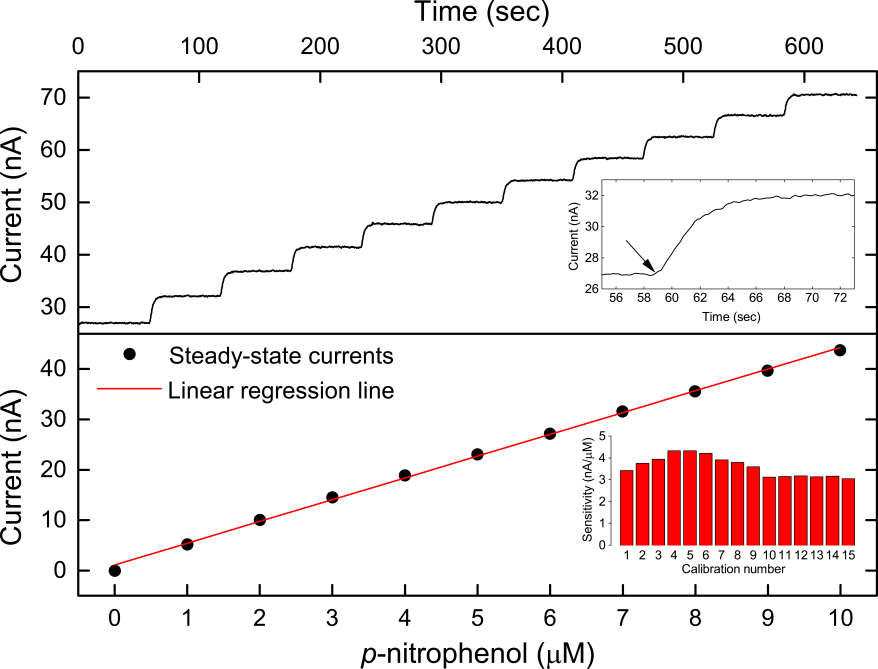 Time (sec)
0 100 200 300 400 500 600
Current (nA)
70
60
50
40
30
Current (nA)
32
30
28
26
56 58 60 62 64 66 68 70 72
Time (sec)
Current (nA)
40
30
20
10
0
Steady-state currents
Linear regression line
Sensitivity (nA/μM)
5
4
3
2
1
0
1 2 3 4 5 6 7 8 9 10 11 12 13 14 15
Calibration number
0 1 2 3 4 5 6 7 8 9 10
p-nitrophenol (μM)